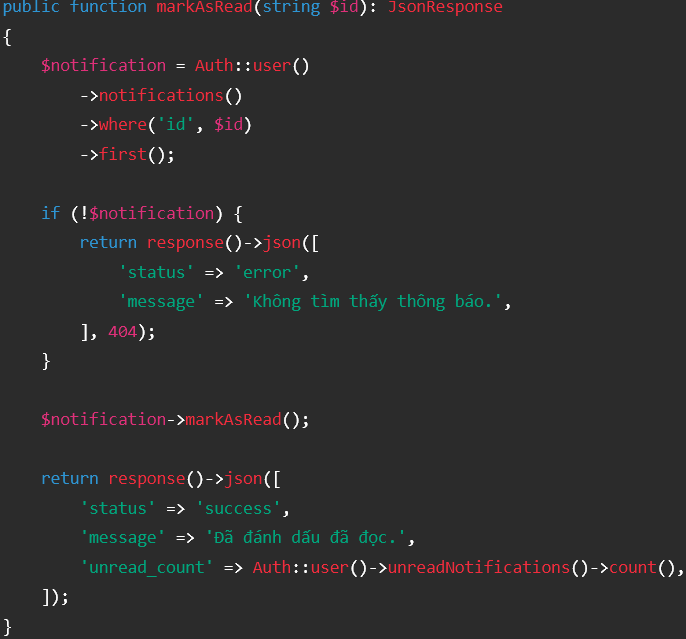 public function markAsRead(string $id): JsonResponse
{
    $notification = Auth::user()
        ->notifications()
        ->where('id', $id)
        ->first();

    if (!$notification) {
        return response()->json([
            'status' => 'error',
            'message' => 'Không tìm thấy thông báo.',
        ], 404);
    }

    $notification->markAsRead();

    return response()->json([
        'status' => 'success',
        'message' => 'Đã đánh dấu đã đọc.',
        'unread_count' => Auth::user()->unreadNotifications()->count(),
    ]);
}